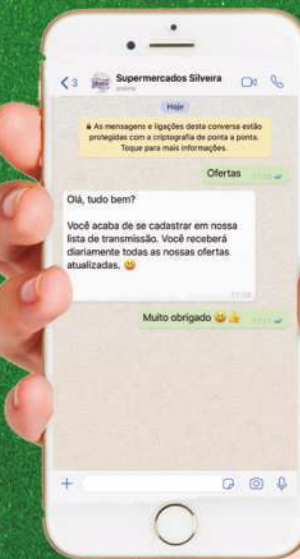 3
Supermercados Silveira
online
Hoje
As mensagens e ligações desta conversa estão
protegidas com a criptografia de ponta a ponta.
Toque para mais informações.
Ofertas
Olá, tudo bem?
Você acaba de se cadastrar em nossa
lista de transmissão. Você receberá
diariamente todas as nossas ofertas
atualizadas. 😀
Muito obrigado 😀👍